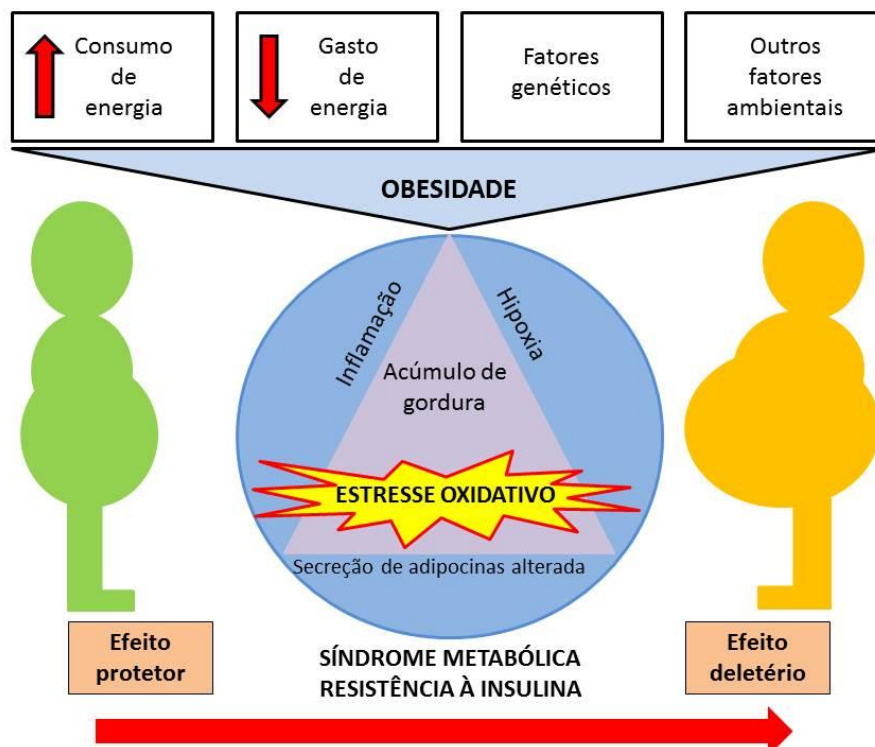 Consumo
de
energia
Gasto
de
energia
Fatores
genéticos
Outros
fatores
ambientais
OBESIDADE
Inflamação
Hipoxia
Acúmulo de
gordura
ESTRESSE OXIDATIVO
Secreção de adipocinas alterada
Efeito
protetor
SÍNDROME METABÓLICA
RESISTÊNCIA À INSULINA
Efeito
deletério